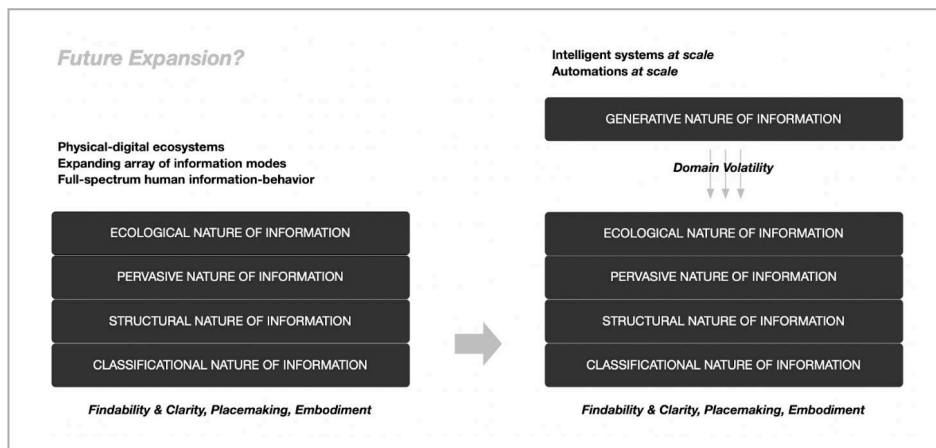 Future Expansion?
Physical-digital ecosystems
Expanding array of information modes
Full-spectrum human information-behavior
ECOLOGICAL NATURE OF INFORMATION
PERVASIVE NATURE OF INFORMATION
STRUCTURAL NATURE OF INFORMATION
CLASSIFICATIONAL NATURE OF INFORMATION
Findability & Clarity, Placemaking, Embodiment
Intelligent systems at scale
Automations at scale
GENERATIVE NATURE OF INFORMATION
Domain Volatility
ECOLOGICAL NATURE OF INFORMATION
PERVASIVE NATURE OF INFORMATION
STRUCTURAL NATURE OF INFORMATION
CLASSIFICATIONAL NATURE OF INFORMATION
Findability & Clarity, Placemaking, Embodiment